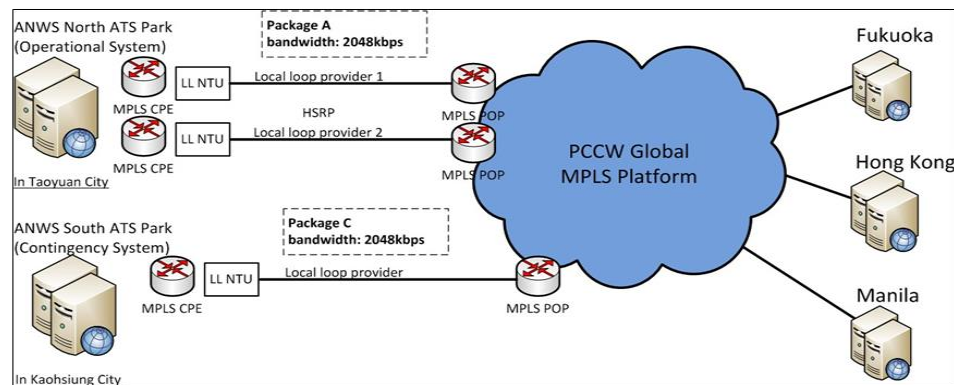 ANWS North ATS Park
(Operational System)
Package A
bandwidth: 2048kbps
MPLS CPE
LL NTU
Local loop provider 1
MPLS POP
HSRP
MPLS CPE
LL NTU
Local loop provider 2
MPLS POP
In Taoyuan City
ANWS South ATS Park
(Contingency System)
Package C
bandwidth: 2048kbps
MPLS CPE
LL NTU
Local loop provider
MPLS POP
In Kaohsiung City
PCCW Global
MPLS Platform
Fukuoka
Hong Kong
Manila